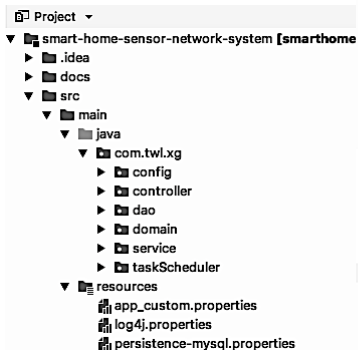 Project
smart-home-sensor-network-system [smarthome
.idea
docs
src
main
java
com.twl.xg
config
controller
dao
domain
service
taskScheduler
resources
app_custom.properties
log4j.properties
persistence-mysql.properties